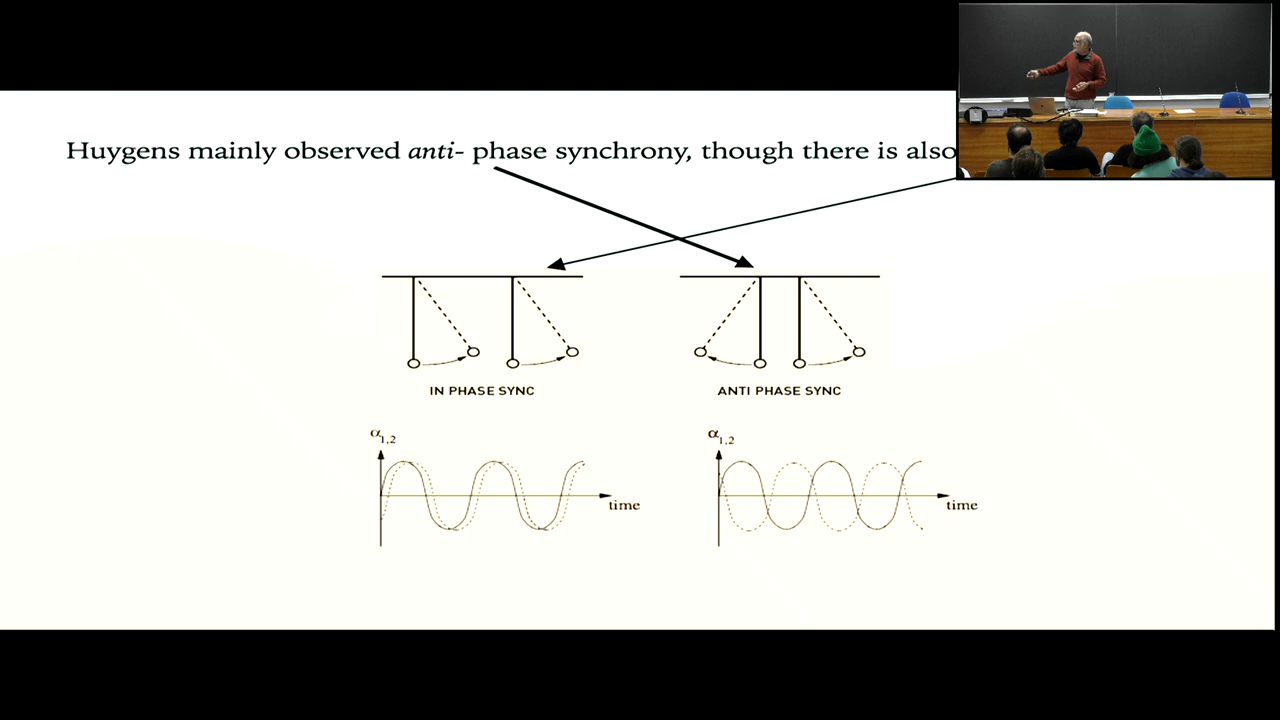 Huygens mainly observed anti- phase synchrony, though there is also
IN PHASE SYNC
ANTI PHASE SYNC
α1,2
α1,2
time
time